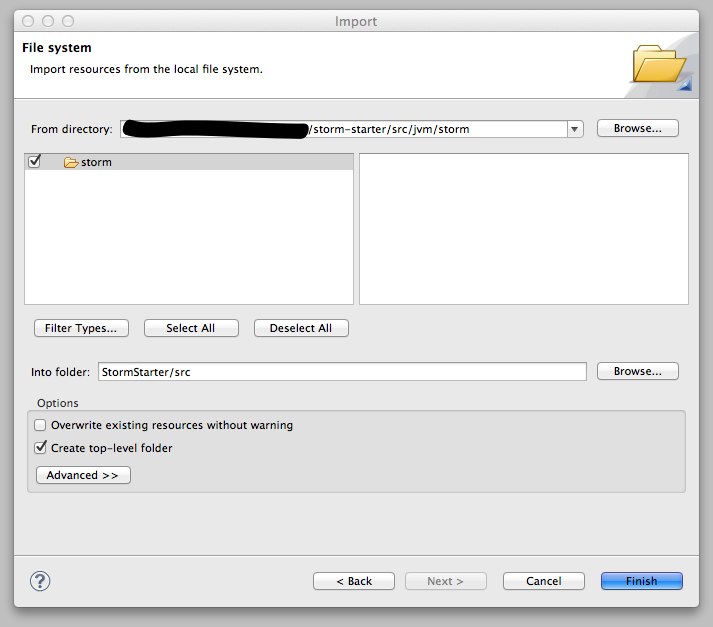 Import
File system
Import resources from the local file system.
From directory: /storm-starter/src/jvm/storm Browse...
storm
Filter Types... Select All Deselect All
Into folder: StormStarter/src Browse...
Options
Overwrite existing resources without warning
Create top-level folder
Advanced >>
? < Back Next > Cancel Finish